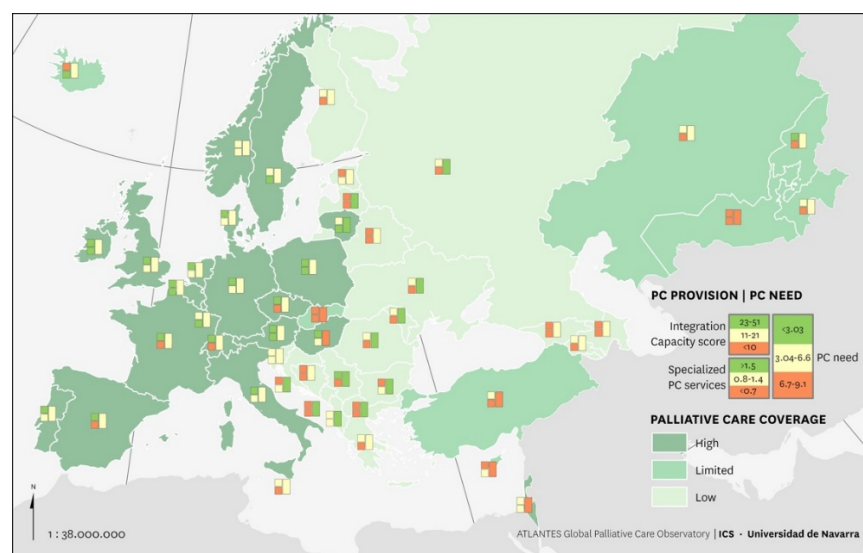 PC PROVISION | PC NEED
Integration
Capacity score
23-51
11-21
<10
Specialized
PC services
>1.5
0.8-1.4
<0.7
<3.03
3.04-6.6
6.7-9.1
PC need
PALLIATIVE CARE COVERAGE
High
Limited
Low
N
1 : 38.000.000
ATLANTES Global Palliative Care Observatory | ICS · Universidad de Navarra